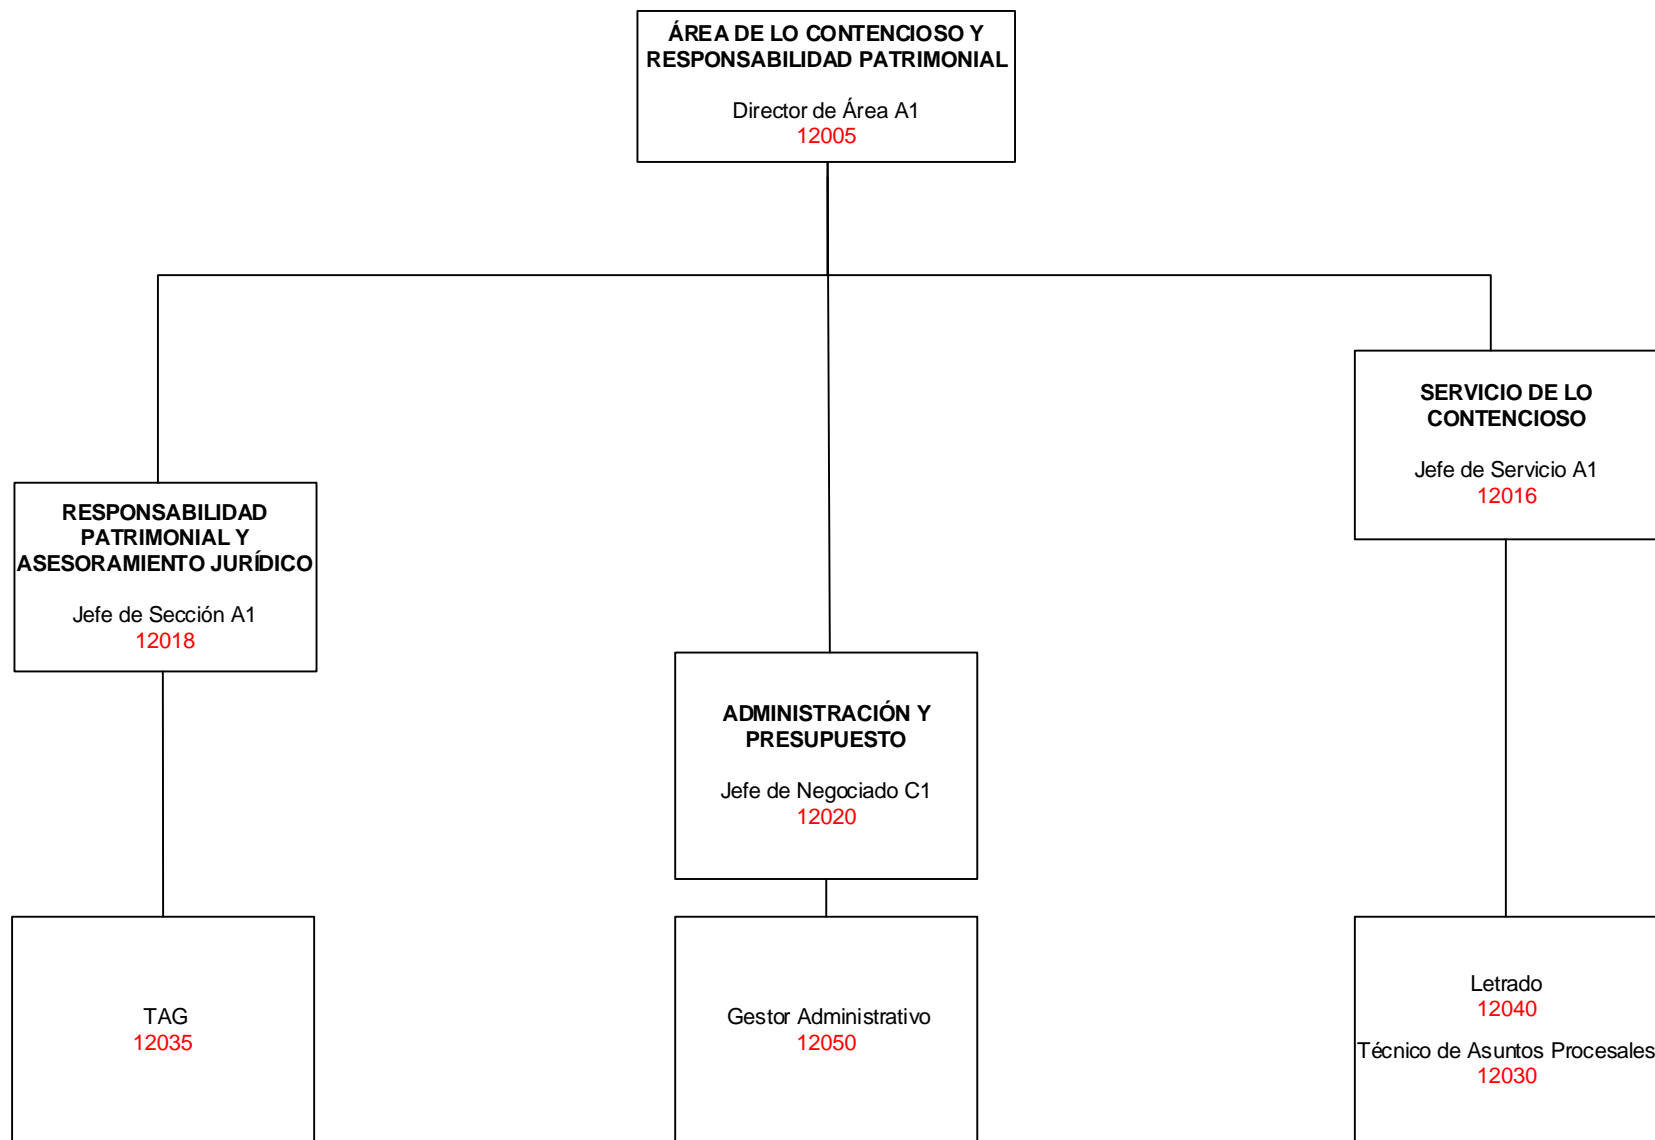 ÁREA DE LO CONTENCIOSO Y
RESPONSABILIDAD PATRIMONIAL
Director de Área A1
12005
SERVICIO DE LO
CONTENCIOSO
Jefe de Servicio A1
12016
RESPONSABILIDAD
PATRIMONIAL Y
ASESORAMIENTO JURÍDICO
Jefe de Sección A1
12018
ADMINISTRACIÓN Y
PRESUPUESTO
Jefe de Negociado C1
12020
TAG
12035
Gestor Administrativo
12050
Letrado
12040
Técnico de Asuntos Procesales
12030